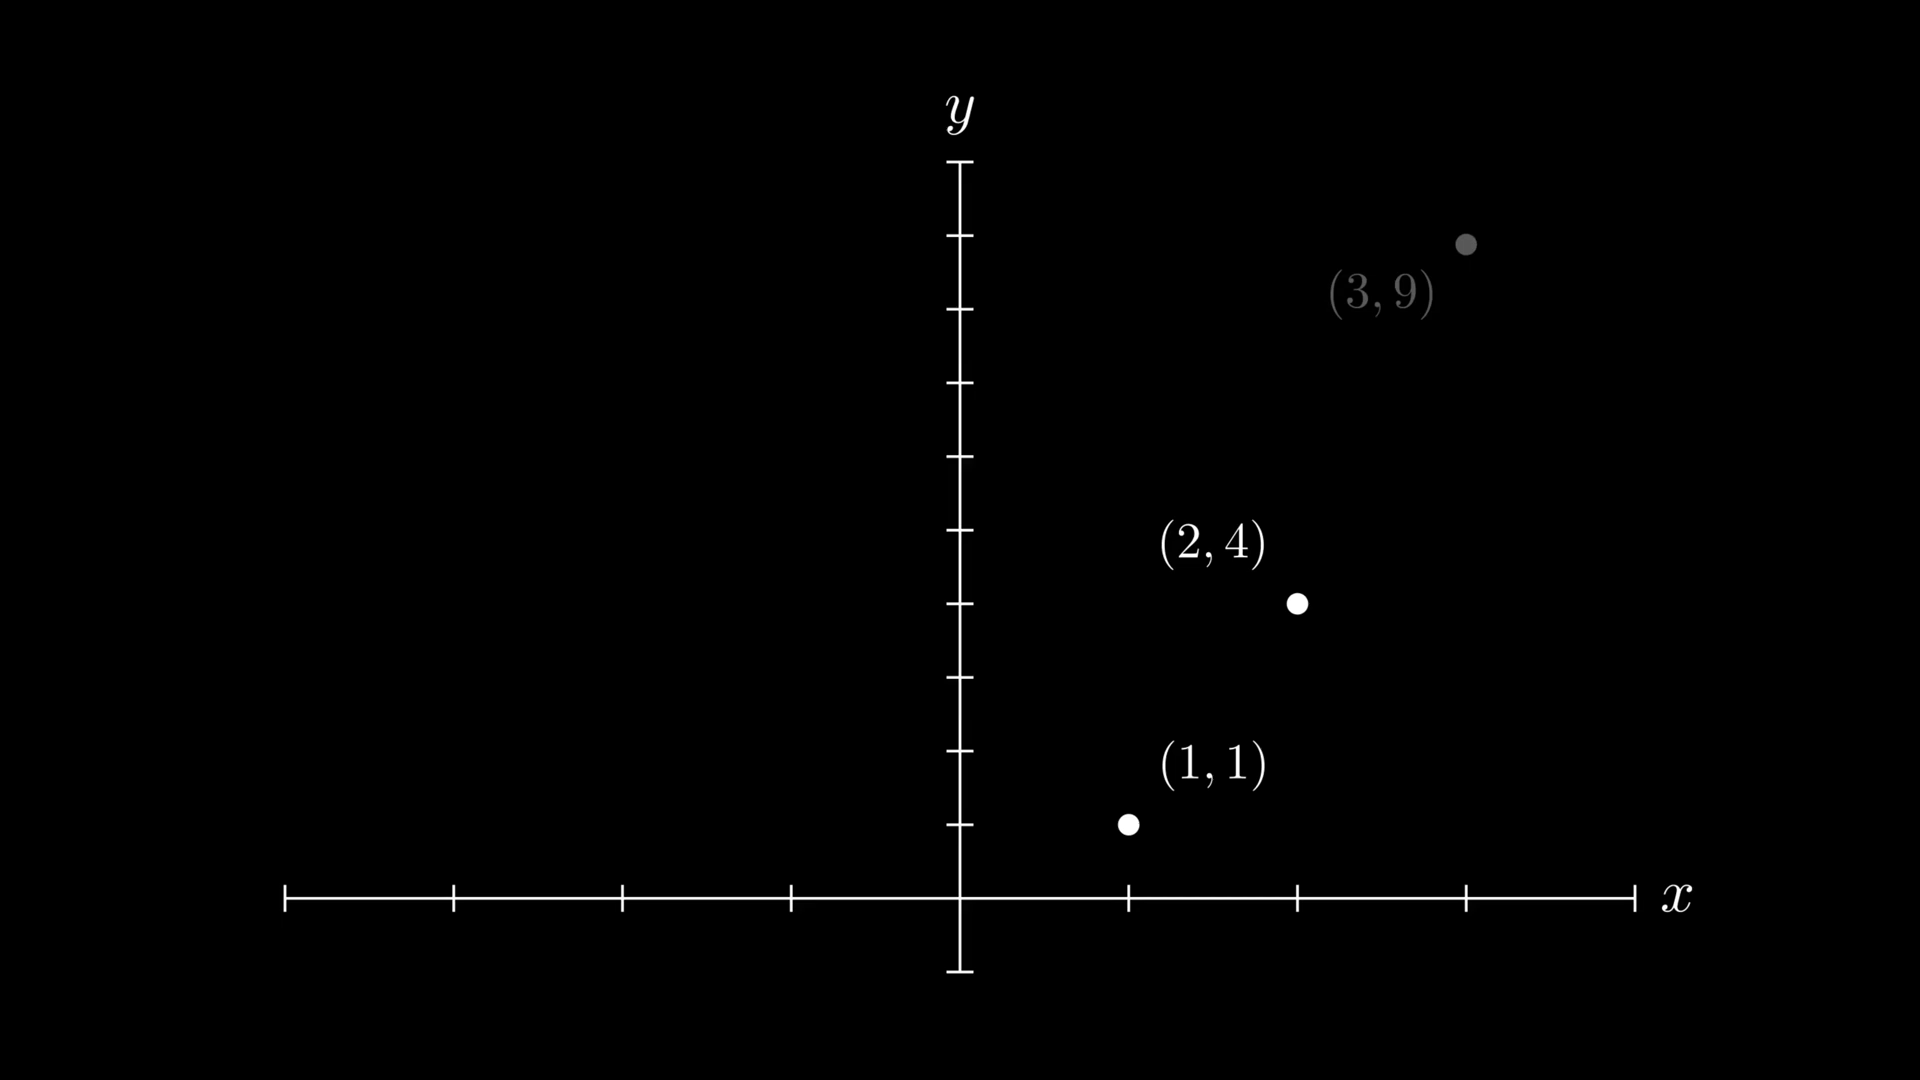 y
(3, 9)
(2, 4)
(1, 1)
x